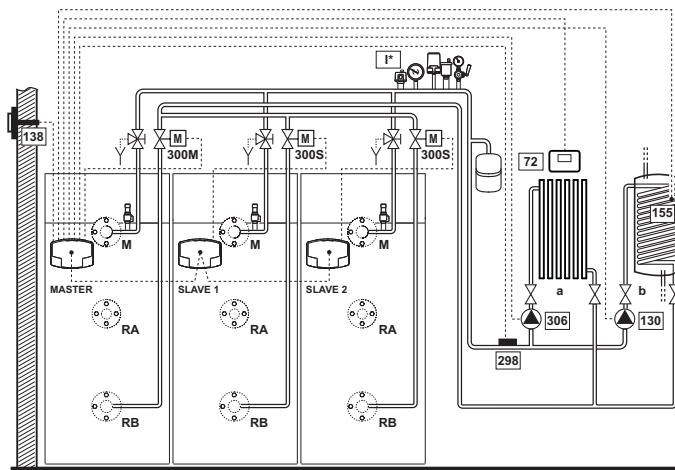 I*
138
M
300M
M
300S
M
300S
72
155
M
M
M
MASTER
SLAVE 1
SLAVE 2
a
b
RA
RA
RA
306
130
298
RB
RB
RB